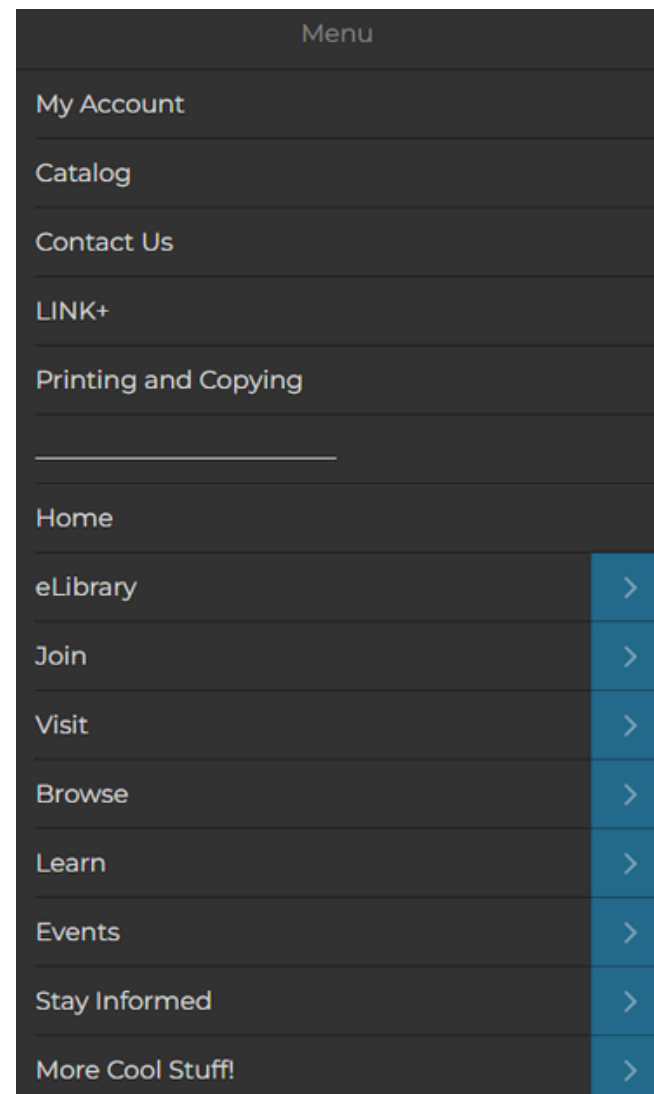 Menu
My Account
Catalog
Contact Us
LINK+
Printing and Copying
______________________
Home
eLibrary
Join
Visit
Browse
Learn
Events
Stay Informed
More Cool Stuff!